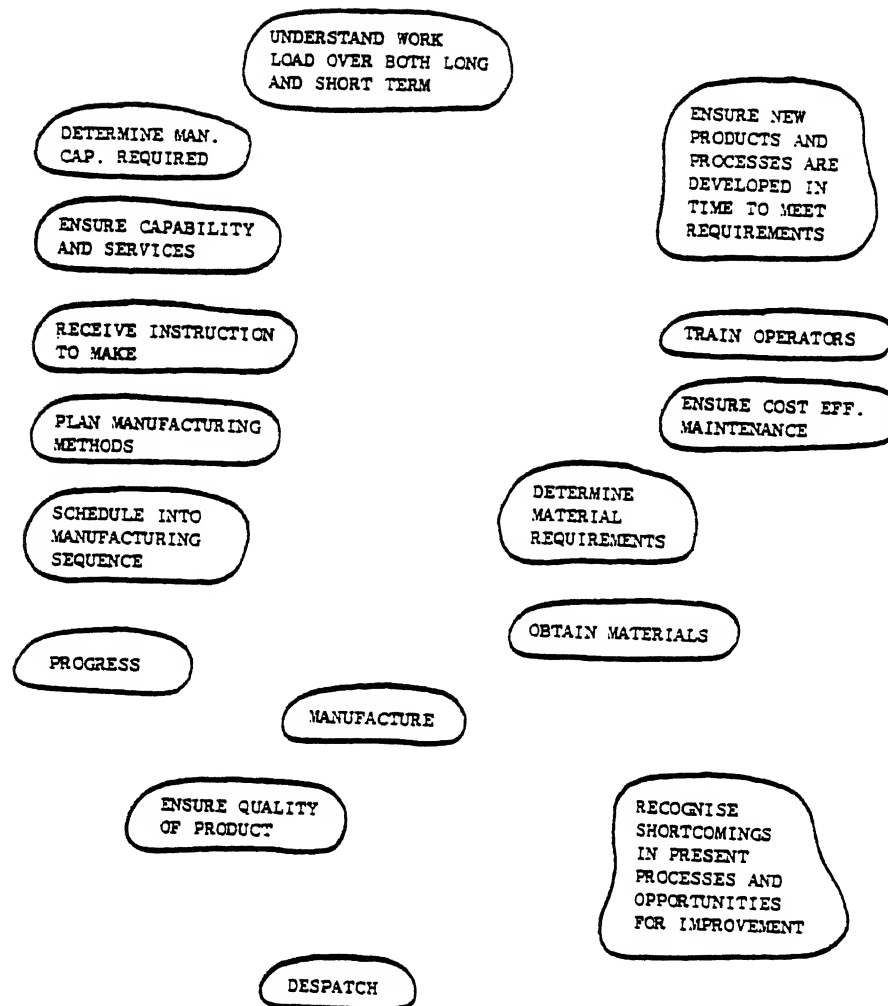 UNDERSTAND WORK
LOAD OVER BOTH LONG
AND SHORT TERM
DETERMINE MAN.
CAP. REQUIRED
ENSURE NEW
PRODUCTS AND
PROCESSES ARE
DEVELOPED IN
TIME TO MEET
REQUIREMENTS
ENSURE CAPABILITY
AND SERVICES
RECEIVE INSTRUCTION
TO MAKE
TRAIN OPERATORS
PLAN MANUFACTURING
METHODS
ENSURE COST EFF.
MAINTENANCE
SCHEDULE INTO
MANUFACTURING
SEQUENCE
DETERMINE
MATERIAL
REQUIREMENTS
OBTAIN MATERIALS
PROGRESS
MANUFACTURE
ENSURE QUALITY
OF PRODUCT
RECOGNISE
SHORTCOMINGS
IN PRESENT
PROCESSES AND
OPPORTUNITIES
FOR IMPROVEMENT
DESPATCH